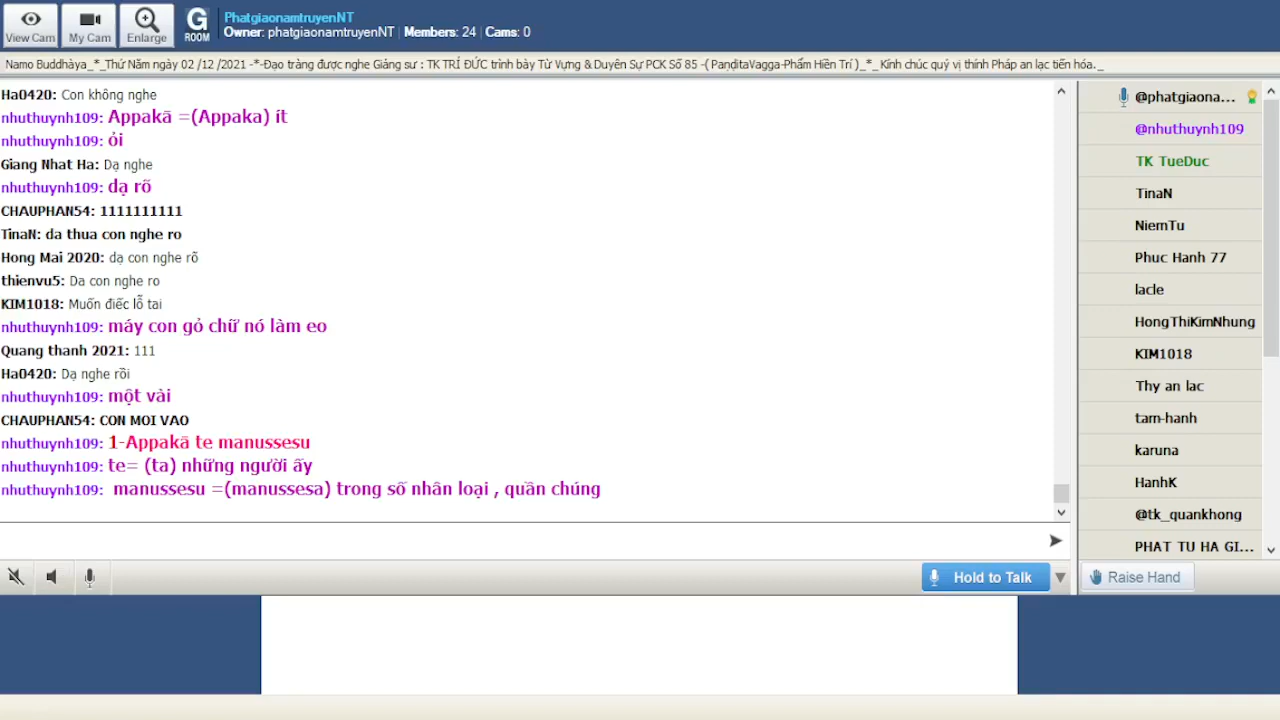 View Cam
My Cam
Enlarge
G
ROOM
PhatgiaonamtruyenNT
Owner: phatgiaonamtruyenNT | Members: 24 | Cams: 0
Namo Buddhàya_*_Thứ Năm ngày 02 /12 /2021 -*-Đạo tràng được nghe Giảng sư : TK TRÍ ĐỨC trình bày Từ Vựng & Duyên Sự PCK Số 85 -( PaṇḍitaVagga-Phẩm Hiền Trí )_*_ Kính chúc quý vị thính Pháp an lạc tiến hóa._
Ha0420: Con không nghe
nhuthuynh109: Appakā =(Appaka) ít
nhuthuynh109: ỏi
Giang Nhat Ha: Dạ nghe
nhuthuynh109: dạ rõ
CHAUPHAN54: 1111111111
TinaN: da thua con nghe ro
Hong Mai 2020: dạ con nghe rõ
thienvu5: Da con nghe ro
KIM1018: Muốn điếc lỗ tai
nhuthuynh109: máy con gỏ chữ nó làm eo
Quang thanh 2021: 111
Ha0420: Dạ nghe rồi
nhuthuynh109: một vài
CHAUPHAN54: CON MOI VAO
nhuthuynh109: 1-Appakā te manussesu
nhuthuynh109: te= (ta) những người ấy
nhuthuynh109: manussesu =(manussesa) trong số nhân loại , quần chúng
@phatgiaona...
@nhuthuynh109
TK TueDuc
TinaN
NiemTu
Phuc Hanh 77
lacle
HongThiKimNhung
KIM1018
Thy an lac
tam-hanh
karuna
HanhK
@tk_quankhong
PHAT TU HA GI...
Hold to Talk
Raise Hand